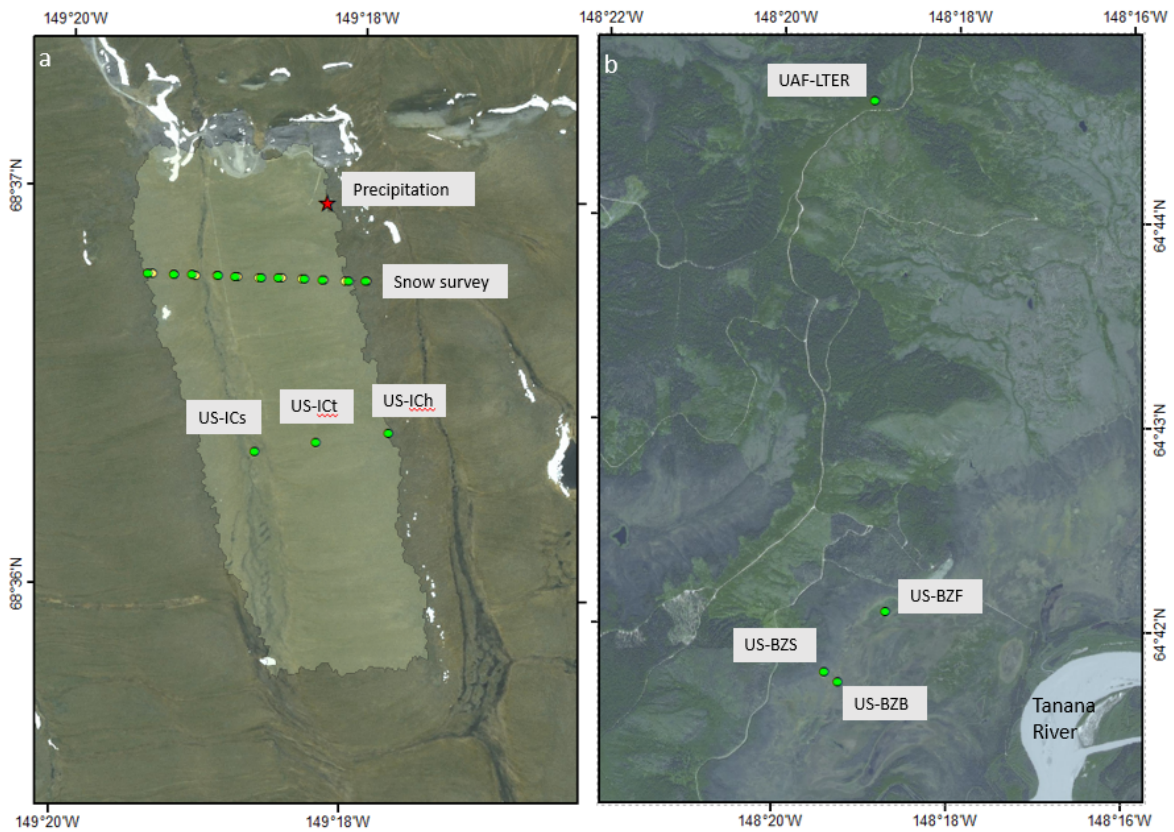 149°20'W
149°18'W
148°22'W
148°20'W
148°18'W
148°16'W
a
b
UAF-LTER
68°37'N
Precipitation
64°44'N
Snow survey
US-ICs
US-ICt
US-ICh
64°43'N
68°36'N
US-BZF
64°42'N
US-BZS
US-BZB
Tanana
River
149°20'W
149°18'W
148°20'W
148°18'W
148°16'W